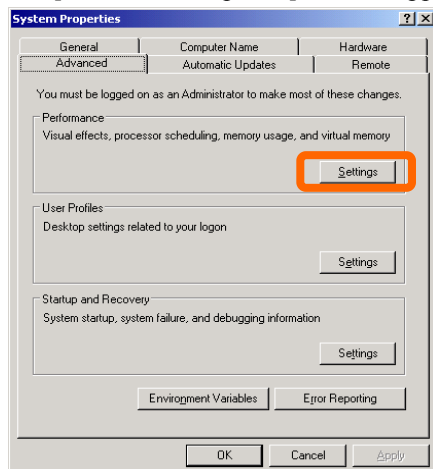 System Properties
General Computer Name Hardware
Advanced Automatic Updates Remote
You must be logged on as an Administrator to make most of these changes.
Performance
Visual effects, processor scheduling, memory usage, and virtual memory
Settings
User Profiles
Desktop settings related to your logon
Settings
Startup and Recovery
System startup, system failure, and debugging information
Settings
Environment Variables Error Reporting
OK Cancel Apply